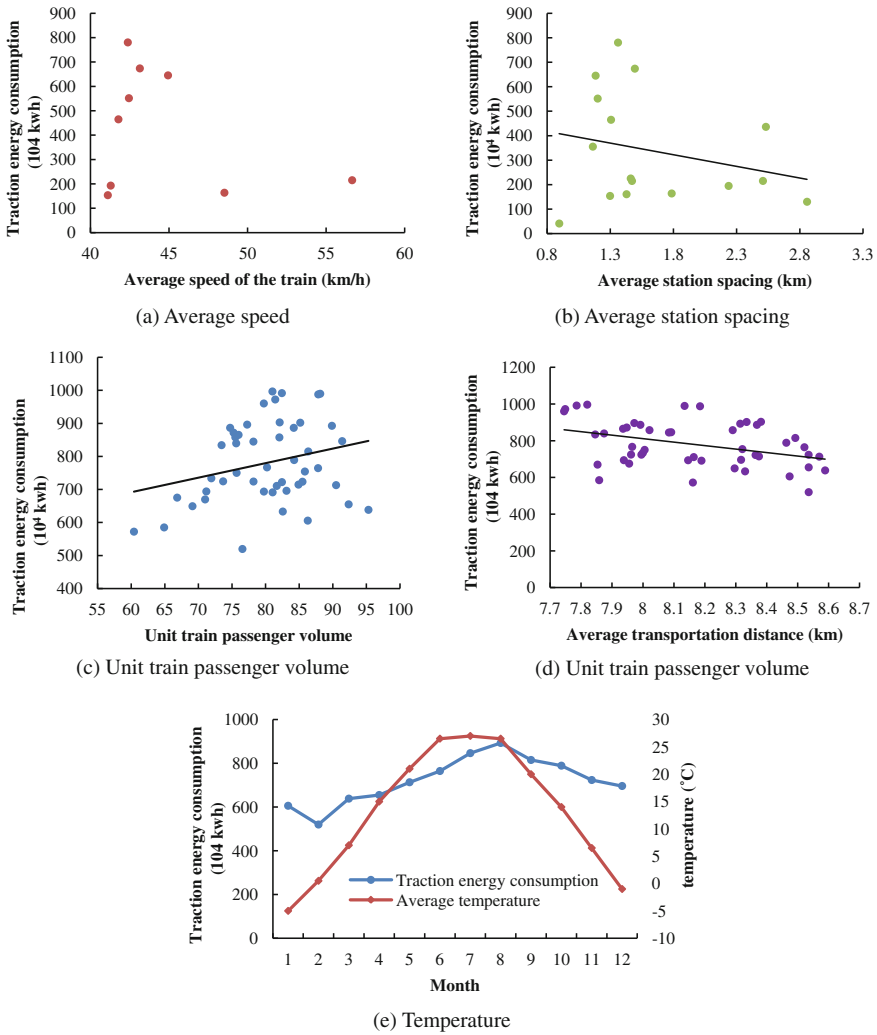 900
800
700
600
500
400
300
200
100
0
Traction energy consumption
(104 kwh)
40 45 50 55 60
Average speed of the train (km/h)
(a) Average speed
900
800
700
600
500
400
300
200
100
0
Traction energy consumption
(10⁴ kwh)
0.8 1.3 1.8 2.3 2.8 3.3
Average station spacing (km)
(b) Average station spacing
1100
1000
900
800
700
600
500
400
Traction energy consumption
(10⁴ kwh)
55 60 65 70 75 80 85 90 95 100
Unit train passenger volume
(c) Unit train passenger volume
1200
1000
800
600
400
200
0
Traction energy consumption
(104 kwh)
7.7 7.8 7.9 8 8.1 8.2 8.3 8.4 8.5 8.6 8.7
Average transportation distance (km)
(d) Unit train passenger volume
1000
800
600
400
200
0
Traction energy consumption
(104 kwh)
30
25
20
15
10
5
0
-5
-10
temperature (˚C)
Traction energy consumption
Average temperature
1 2 3 4 5 6 7 8 9 10 11 12
Month
(e) Temperature